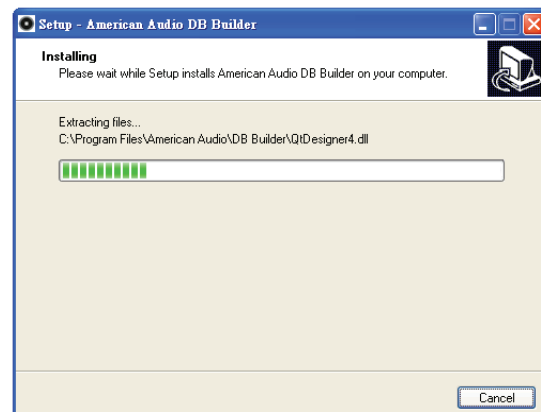 Setup - American Audio DB Builder
Installing
Please wait while Setup installs American Audio DB Builder on your computer.
Extracting files...
C:\Program Files\American Audio\DB Builder\QtDesigner4.dll
Cancel